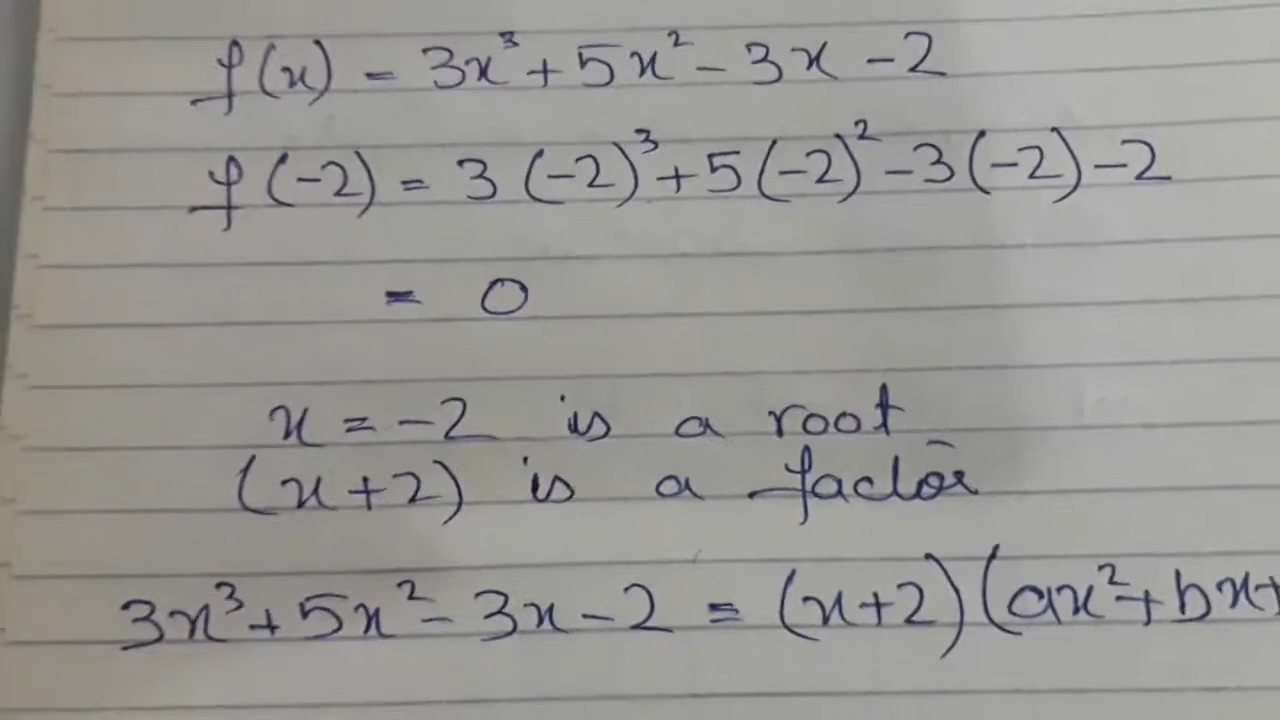 f(x) = 3x³ + 5x² - 3x - 2
f(-2) = 3(-2)³ + 5(-2)² - 3(-2) - 2
= 0
x = -2 is a root
(x+2) is a factor
3x³ + 5x² - 3x - 2 = (x+2)(ax² + bx +